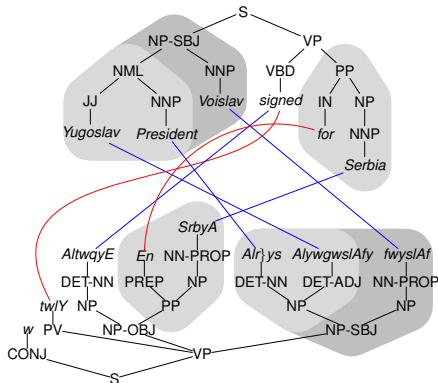 S
NP-SBJ VP
NML NNP VBD PP
JJ NNP Voislav signed IN NP
Yugoslav President for NNP
Serbia
SrbyA
AltwqyE En NN-PROP Alr}ys AlywgwslAfy fwyslAf
DET-NN PREP NP DET-NN DET-ADJ NN-PROP
twlY NP PP NP NP
w PV NP-OBJ NP-SBJ
CONJ VP
S